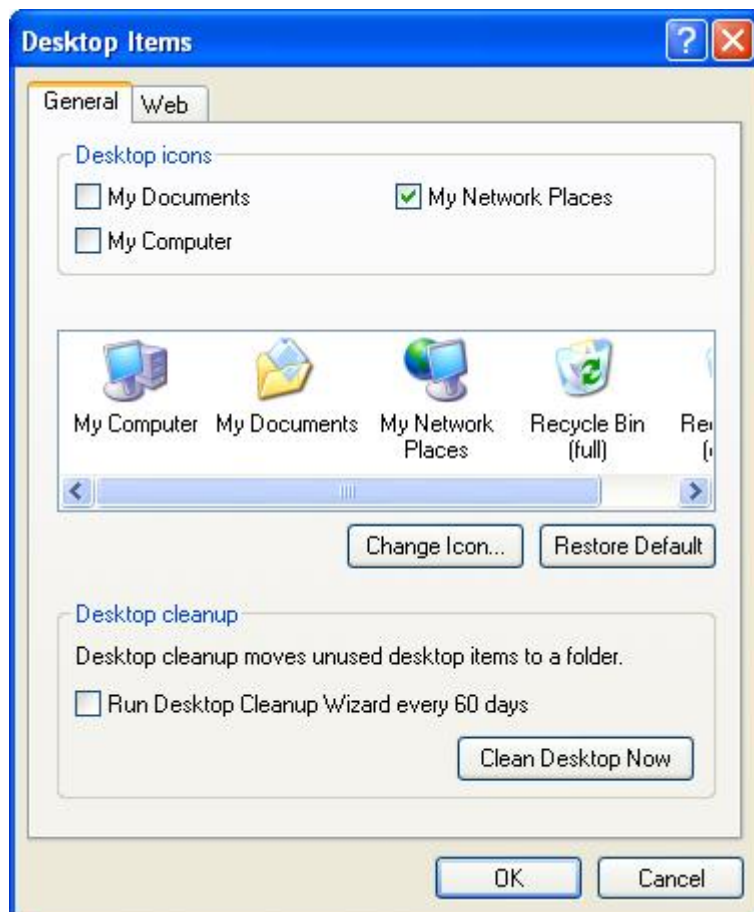 Desktop Items
General Web
Desktop icons
My Documents My Network Places
My Computer
My Computer My Documents My Network Places Recycle Bin (full)
Change Icon... Restore Default
Desktop cleanup
Desktop cleanup moves unused desktop items to a folder.
Run Desktop Cleanup Wizard every 60 days
Clean Desktop Now
OK Cancel